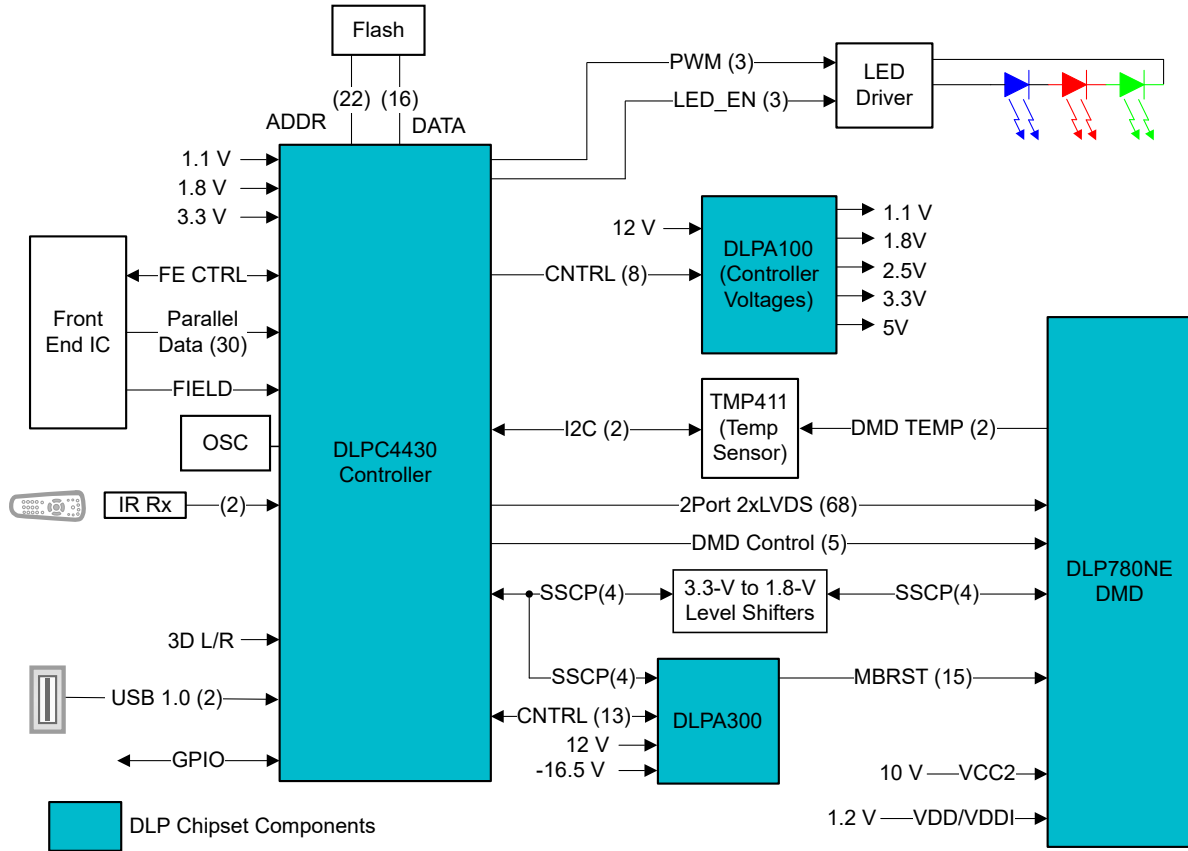 Flash
(22)
(16)
ADDR
DATA
PWM (3)
LED_EN (3)
LED
Driver
1.1 V
1.8 V
3.3 V
12 V
CNTRL (8)
DLPA100
(Controller
Voltages)
1.1 V
1.8V
2.5V
3.3V
5V
Front
End IC
FE CTRL
Parallel
Data (30)
FIELD
OSC
IR Rx
(2)
DLPC4430
Controller
I2C (2)
TMP411
(Temp
Sensor)
DMD TEMP (2)
2Port 2xLVDS (68)
DMD Control (5)
SSCP(4)
3.3-V to 1.8-V
Level Shifters
SSCP(4)
DLP780NE
DMD
3D L/R
USB 1.0 (2)
GPIO
SSCP(4)
CNTRL (13)
12 V
-16.5 V
DLPA300
MBRST (15)
10 V
VCC2
1.2 V
VDD/VDDI
DLP Chipset Components